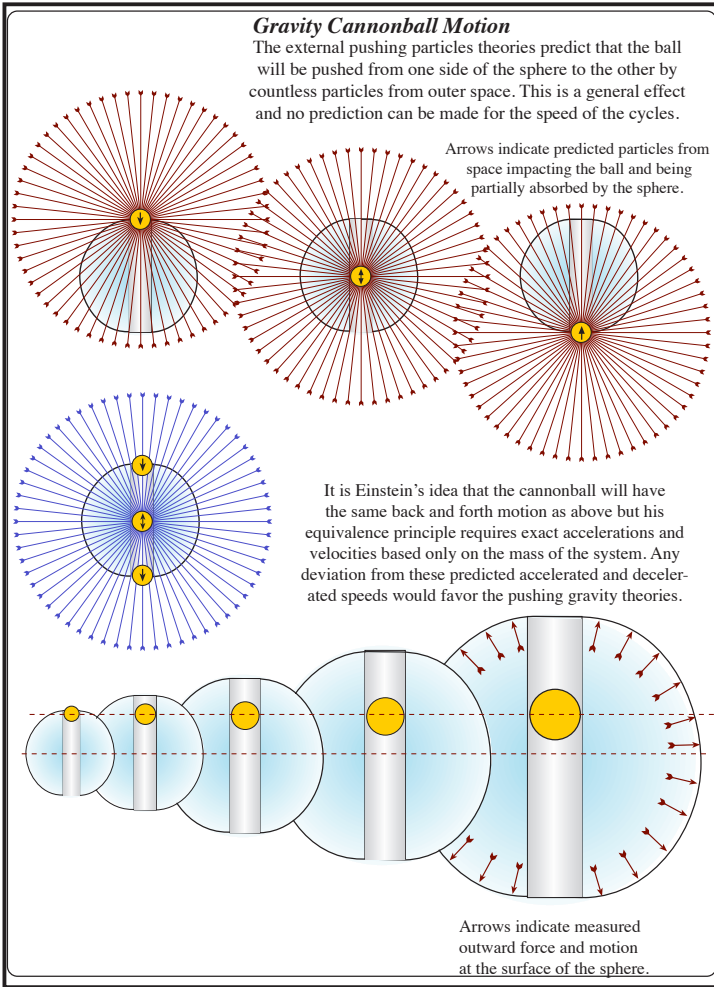 Gravity Cannonball Motion
The external pushing particles theories predict that the ball
will be pushed from one side of the sphere to the other by
countless particles from outer space. This is a general effect
and no prediction can be made for the speed of the cycles.
Arrows indicate predicted particles from
space impacting the ball and being
partially absorbed by the sphere.
It is Einstein’s idea that the cannonball will have
the same back and forth motion as above but his
equivalence principle requires exact accelerations and
velocities based only on the mass of the system. Any
deviation from these predicted accelerated and deceler-
ated speeds would favor the pushing gravity theories.
Arrows indicate measured
outward force and motion
at the surface of the sphere.